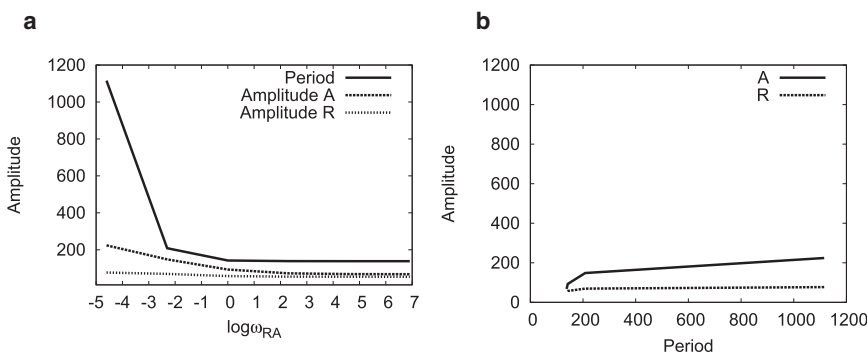 a
1200
1000
800
600
400
200
-5 -4 -3 -2 -1 0 1 2 3 4 5 6 7
Amplitude
logωRA
Period
Amplitude A
Amplitude R
b
1200
1000
800
600
400
200
0
0 200 400 600 800 1000 1200
Amplitude
Period
A
R